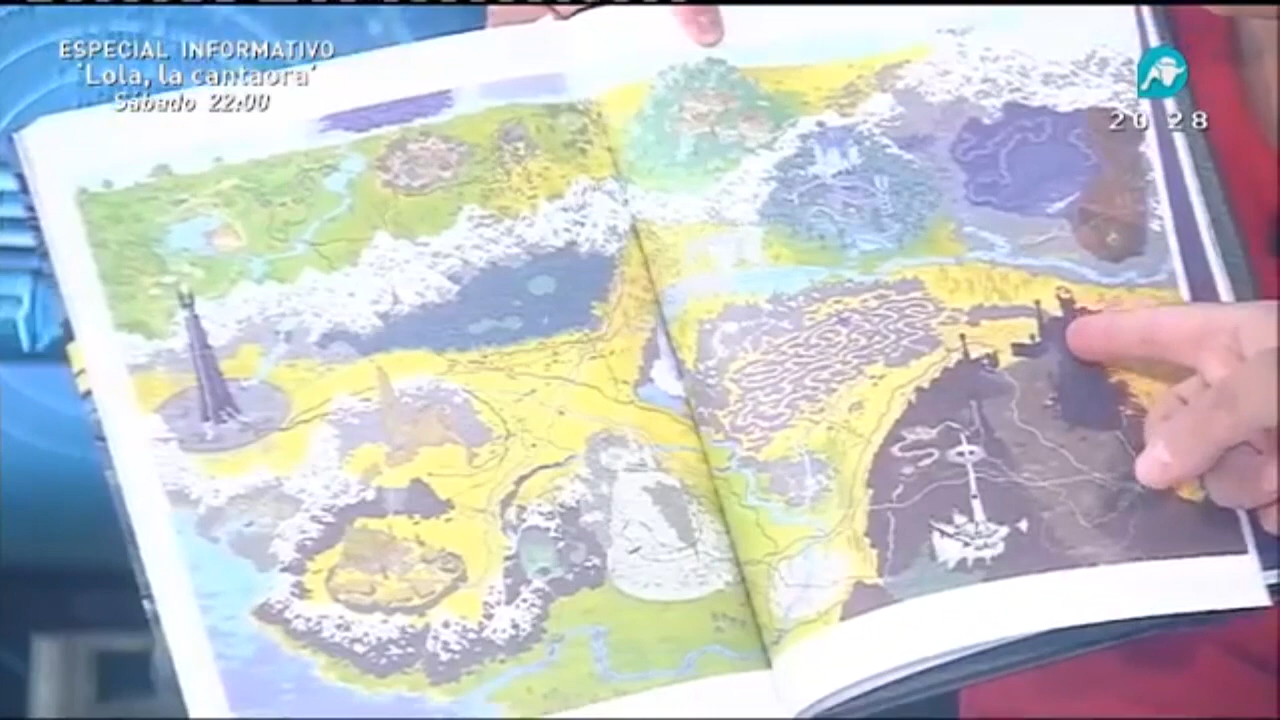 ESPECIAL INFORMATIVO
'Lola, la cantaora'
Sábado 22:00
20 28